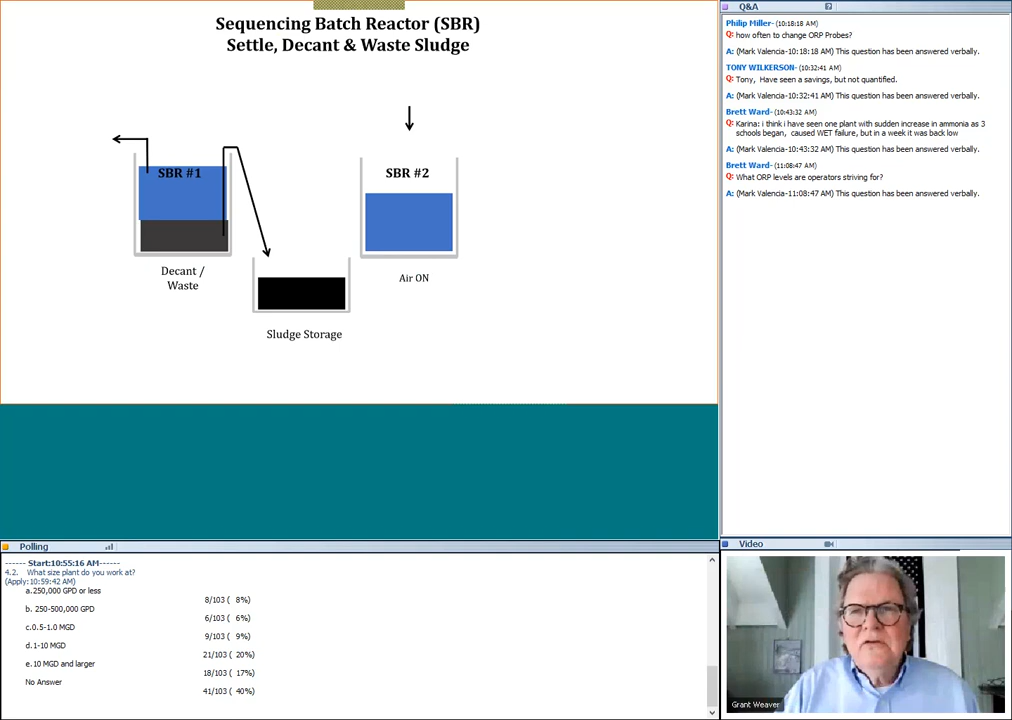 Sequencing Batch Reactor (SBR)
Settle, Decant & Waste Sludge
SBR #1
SBR #2
Decant /
Waste
Air ON
Sludge Storage
Q&A
Philip Miller- (10:18:18 AM)
Q: how often to change ORP Probes?
A: (Mark Valencia-10:18:18 AM) This question has been answered verbally.
TONY WILKERSON- (10:32:41 AM)
Q: Tony, Have seen a savings, but not quantified.
A: (Mark Valencia-10:32:41 AM) This question has been answered verbally.
Brett Ward- (10:43:32 AM)
Q: Karina: i think i have seen one plant with sudden increase in ammonia as 3
schools began, caused WET failure, but in a week it was back low
A: (Mark Valencia-10:43:32 AM) This question has been answered verbally.
Brett Ward- (11:08:47 AM)
Q: What ORP levels are operators striving for?
A: (Mark Valencia-11:08:47 AM) This question has been answered verbally.
Polling
------ Start:10:55:16 AM------
4.2. What size plant do you work at?
(Apply:10:59:42 AM)
a.250,000 GPD or less
8/103 ( 8%)
b. 250-500,000 GPD
6/103 ( 6%)
c.0.5-1.0 MGD
9/103 ( 9%)
d.1-10 MGD
21/103 ( 20%)
e.10 MGD and larger
18/103 ( 17%)
No Answer
41/103 ( 40%)
Video
Grant Weaver